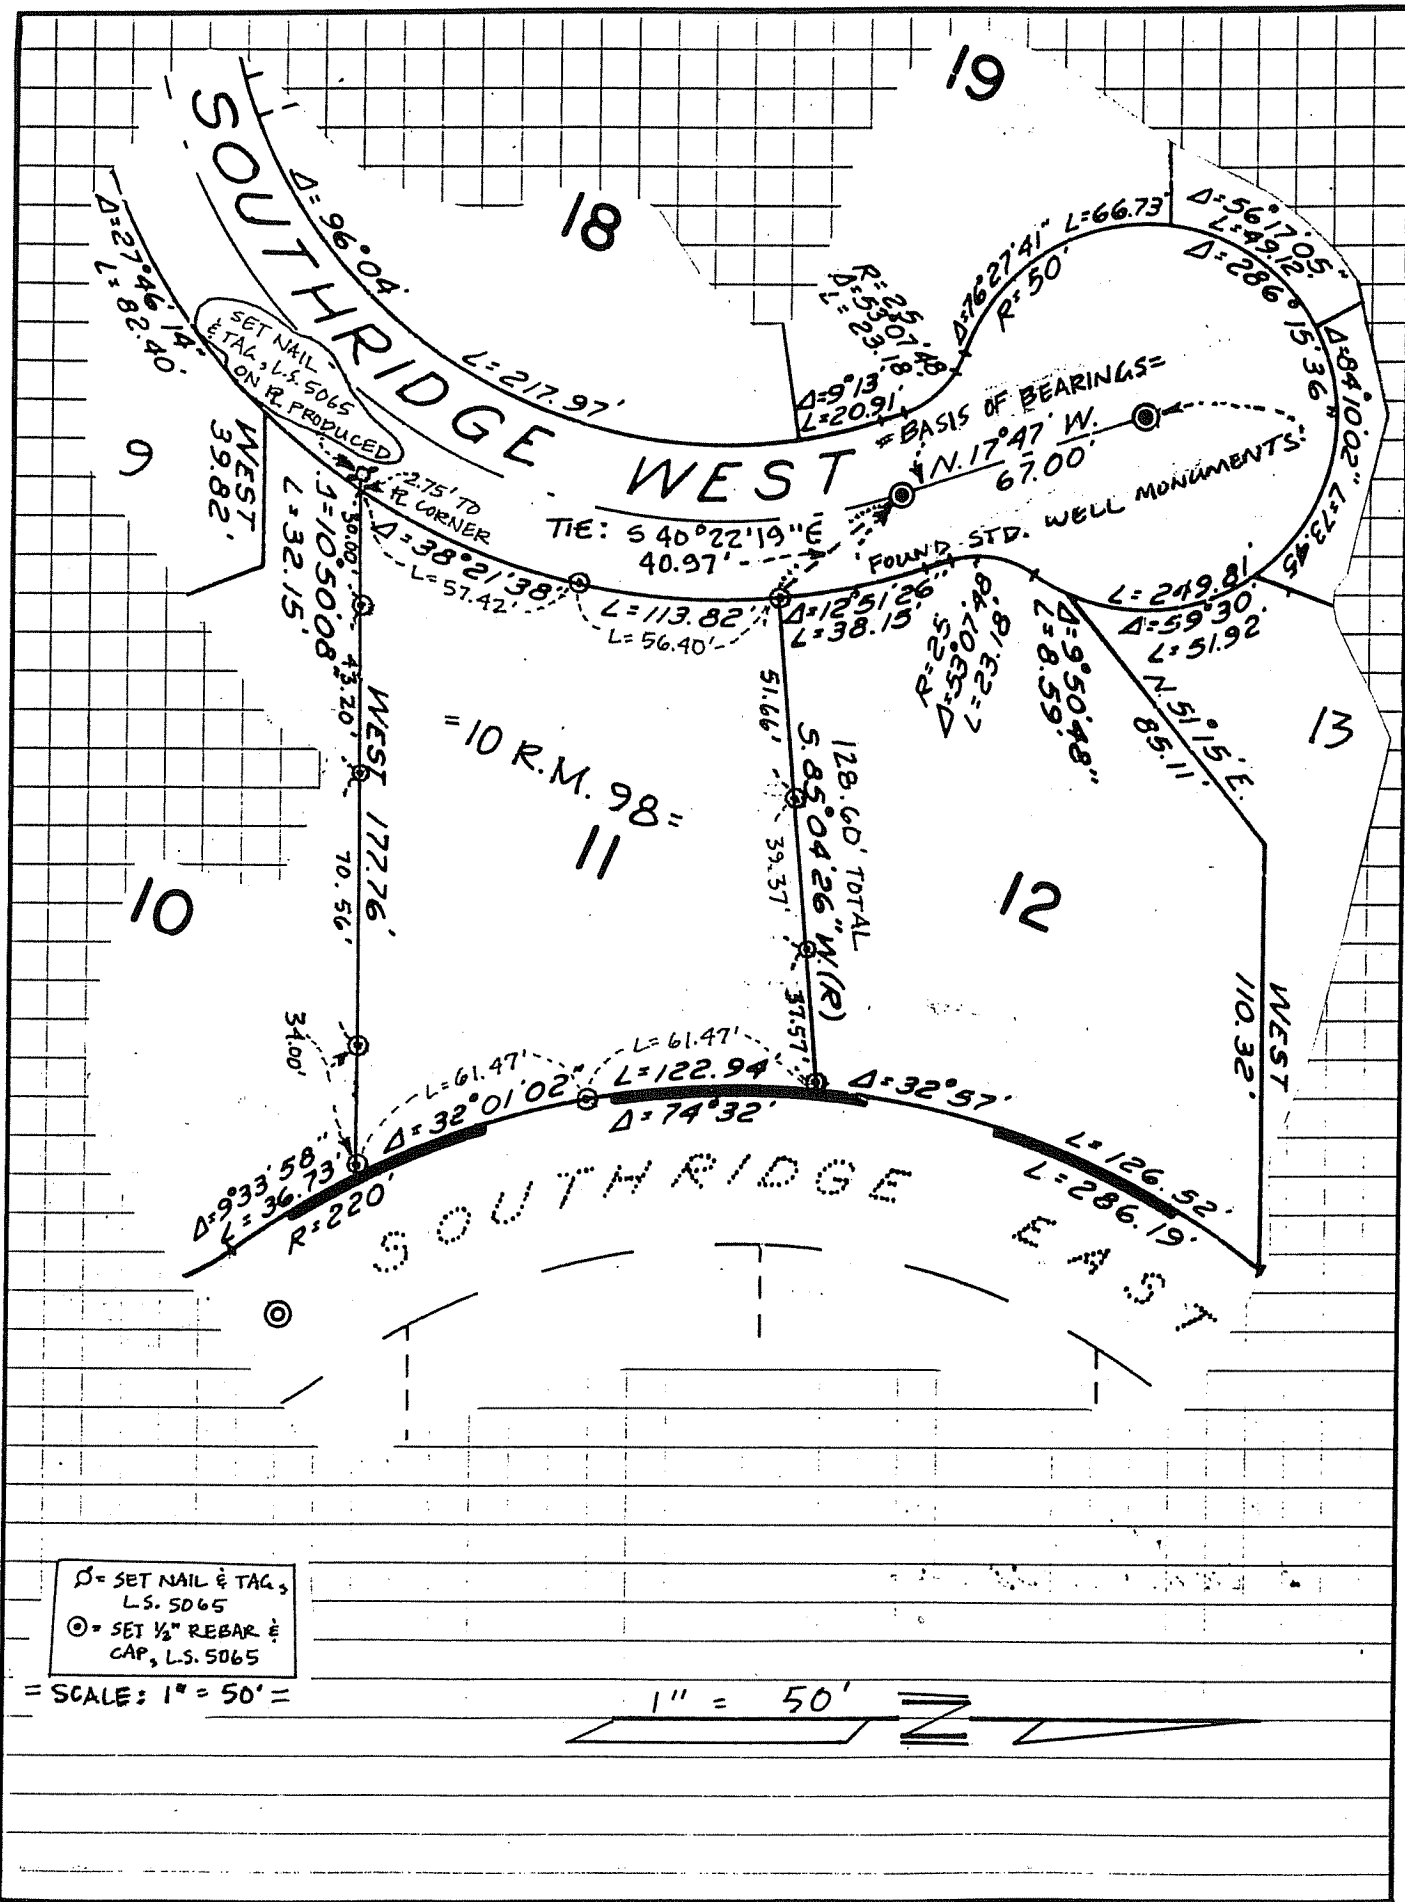 19
18
SOUTHRIDGE WEST
Δ= 96°04'
L=217.97'
Δ=27°46'14"
L=82.40'
SET NAIL
& TAG, L.S. 5065
ON PL PRODUCED
9
WEST
39.82'
Δ=10°50'08"
L=32.15'
2.75' TO
PL CORNER
Δ=38°21'38"
L=57.42'
L=113.82'
L=56.40'
R=25'
Δ=53°07'48"
L=23.18'
Δ=9°13'
L=20.91'
Δ=76°27'41" L=66.73'
R=50'
Δ=56°17'05"
L=49.12'
Δ=286°15'36"
Δ=84°10'02" L=73.45
=BASIS OF BEARINGS=
N. 17°47' W.
67.00'
FOUND STD. WELL MONUMENTS
TIE: S 40°22'19"E
40.97'
Δ=12°51'26"
L=38.15'
R=25'
Δ=53°07'48"
L=23.18'
Δ=9°50'48"
L=8.59'
L=249.81'
Δ=59°30'
L=51.92
N. 51°15' E.
85.11'
13
30.00'
43.20'
70.56'
34.00'
WEST 177.76'
=10 R.M. 98=
11
10
12
51.66'
39.37'
37.57'
128.60' TOTAL
S.85°04'26"W.(R)
WEST
110.32'
L=61.47'
L=61.47'
Δ=32°01'02"
L=122.94
Δ=74°32'
Δ=32°57'
L=126.52'
L=286.19'
Δ=9°33'58"
L=36.73'
R=220'
SOUTHRIDGE EAST
= SET NAIL & TAG,
L.S. 5065
= SET 1/2" REBAR &
CAP, L.S. 5065
= SCALE: 1" = 50' =
1" = 50'
N